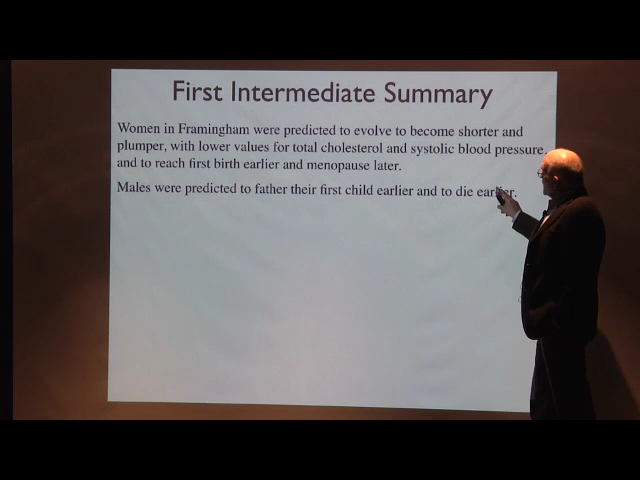 First Intermediate Summary
Women in Framingham were predicted to evolve to become shorter and
plumper, with lower values for total cholesterol and systolic blood pressure,
and to reach first birth earlier and menopause later.
Males were predicted to father their first child earlier and to die earlier.